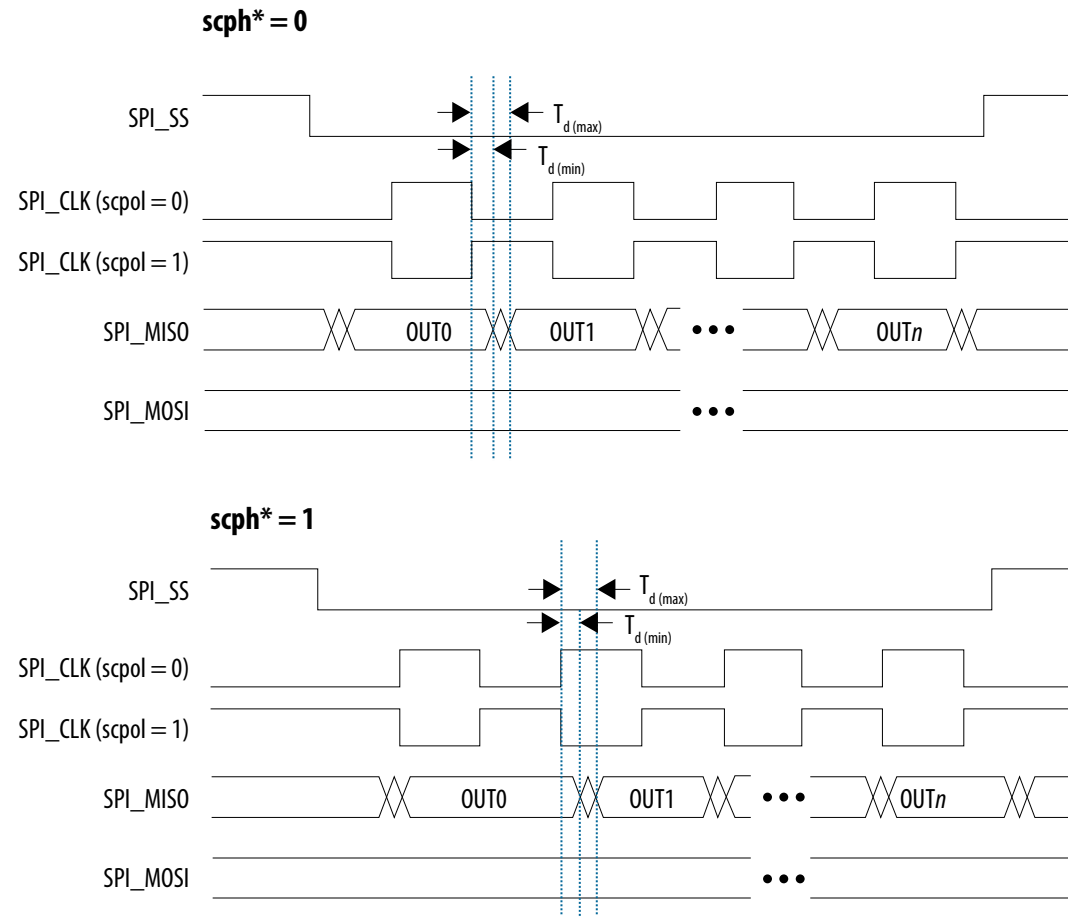 scph* = 0
SPI_SS
T d (max)
T d (min)
SPI_CLK (scpol = 0)
SPI_CLK (scpol = 1)
SPI_MISO
OUT0
OUT1
•••
OUTn
SPI_MOSI
•••
scph* = 1
SPI_SS
T d (max)
T d (min)
SPI_CLK (scpol = 0)
SPI_CLK (scpol = 1)
SPI_MISO
OUT0
OUT1
•••
OUTn
SPI_MOSI
•••